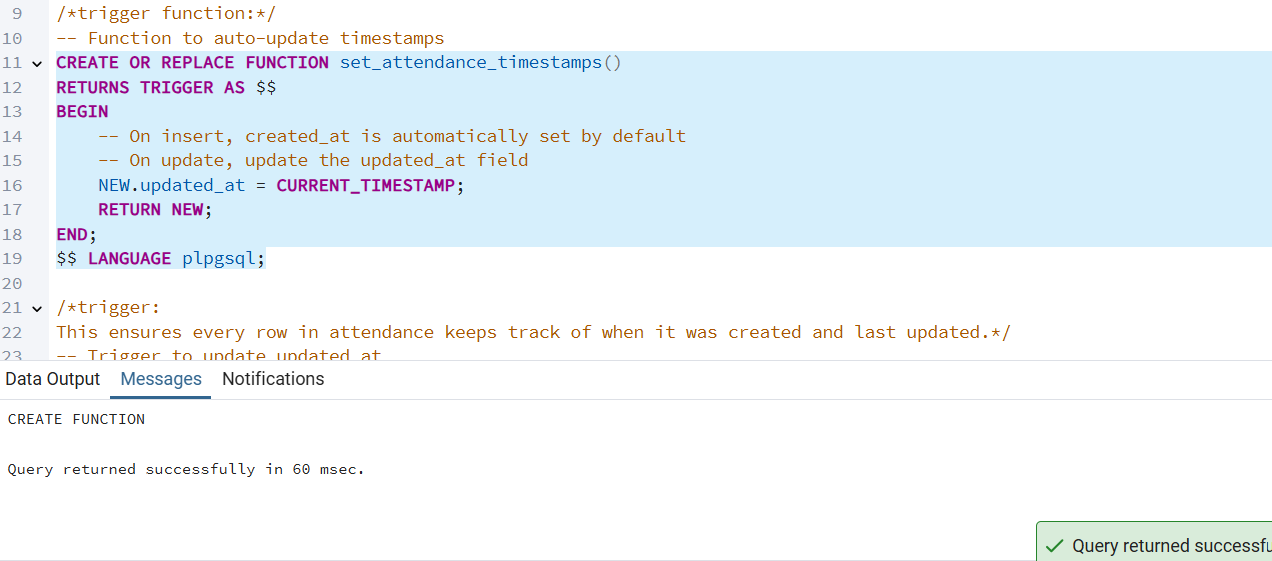 9 /*trigger function:*/
10 -- Function to auto-update timestamps
11 CREATE OR REPLACE FUNCTION set_attendance_timestamps()
12 RETURNS TRIGGER AS $$
13 BEGIN
14 -- On insert, created_at is automatically set by default
15 -- On update, update the updated_at field
16 NEW.updated_at = CURRENT_TIMESTAMP;
17 RETURN NEW;
18 END;
19 $$ LANGUAGE plpgsql;
20
21 /*trigger:
22 This ensures every row in attendance keeps track of when it was created and last updated.*/
23 -- Trigger to update updated_at
Data Output Messages Notifications
CREATE FUNCTION
Query returned successfully in 60 msec.
Query returned successfu